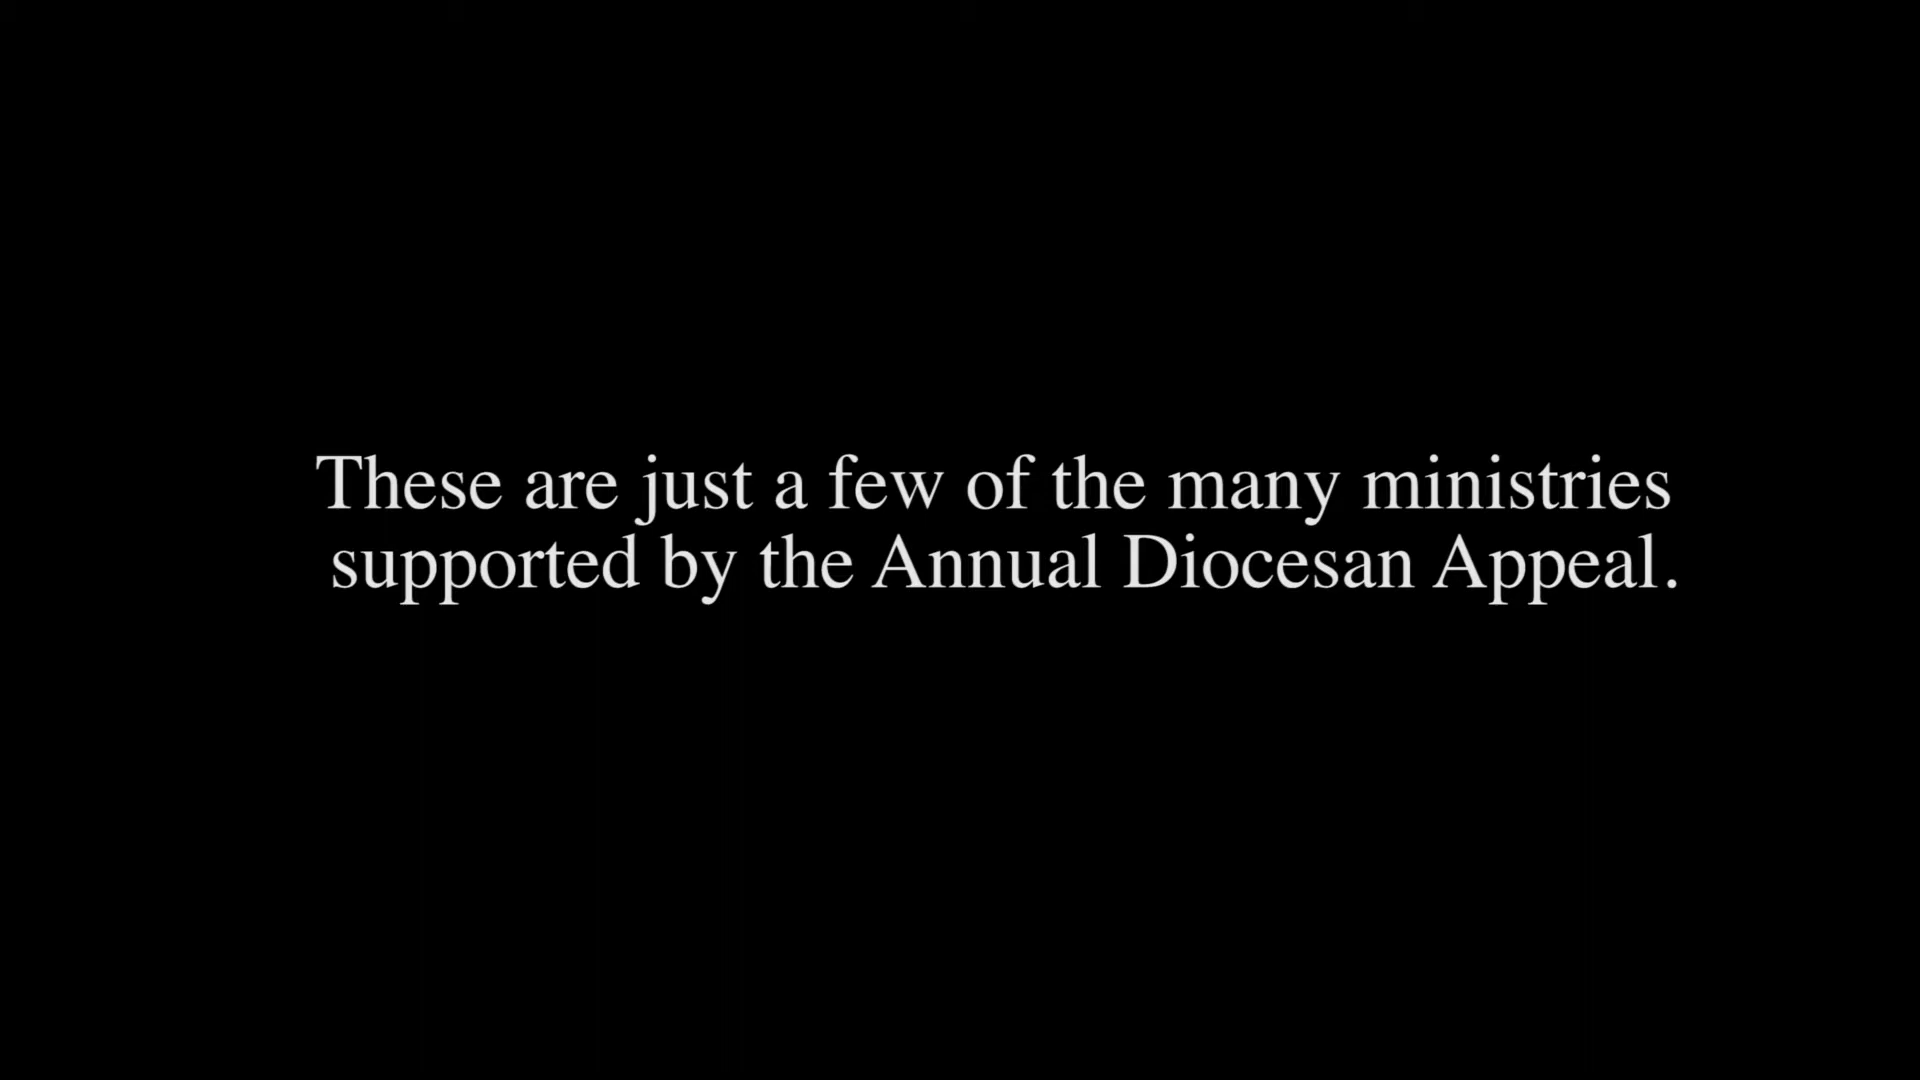 These are just a few of the many ministries
supported by the Annual Diocesan Appeal.